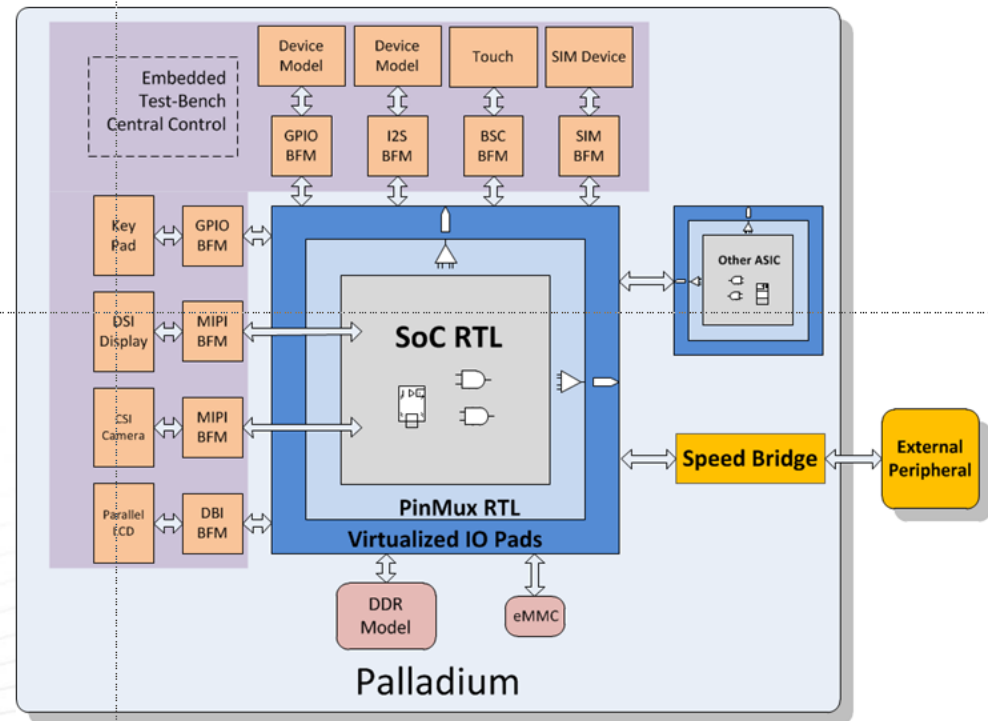 Device
Model
Device
Model
Touch
SIM Device
Embedded
Test-Bench
Central Control
GPIO
BFM
I2S
BFM
BSC
BFM
SIM
BFM
Key
Pad
GPIO
BFM
Other ASIC
DSI
Display
MIPI
BFM
SoC RTL
CSI
Camera
MIPI
BFM
Speed Bridge
External
Peripheral
Parallel
LCD
DBI
BFM
PinMux RTL
Virtualized IO Pads
DDR
Model
eMMC
Palladium